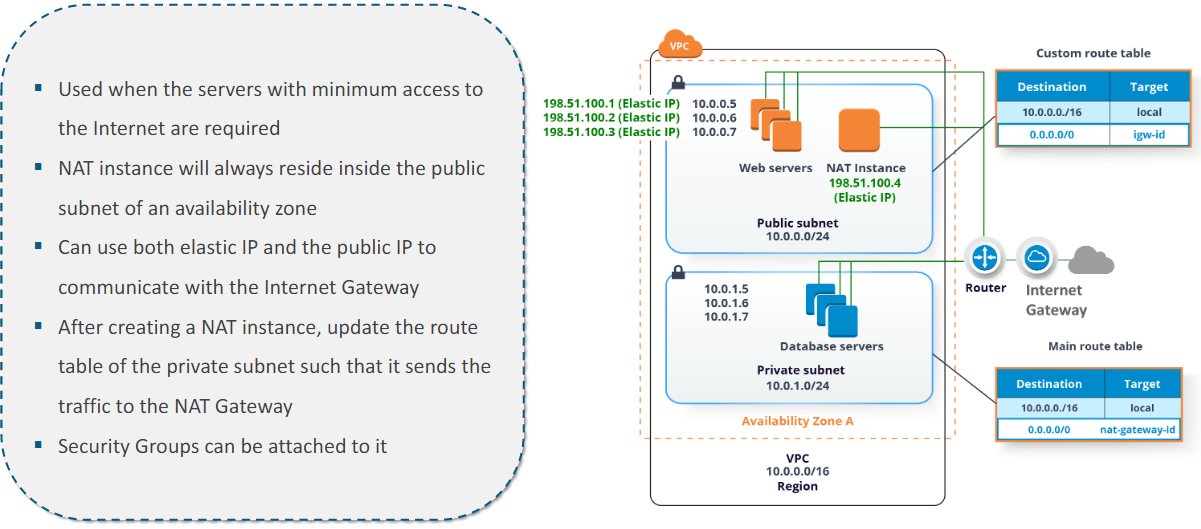 ▪ Used when the servers with minimum access to
the Internet are required
▪ NAT instance will always reside inside the public
subnet of an availability zone
▪ Can use both elastic IP and the public IP to
communicate with the Internet Gateway
▪ After creating a NAT instance, update the route
table of the private subnet such that it sends the
traffic to the NAT Gateway
▪ Security Groups can be attached to it
VPC
198.51.100.1 (Elastic IP) 10.0.0.5
198.51.100.2 (Elastic IP) 10.0.0.6
198.51.100.3 (Elastic IP) 10.0.0.7
Web servers
NAT Instance
198.51.100.4
(Elastic IP)
Public subnet
10.0.0.0/24
10.0.1.5
10.0.1.6
10.0.1.7
Database servers
Private subnet
10.0.1.0/24
Availability Zone A
VPC
10.0.0.0/16
Region
Router
Internet
Gateway
Custom route table
Destination Target
10.0.0.0./16 local
0.0.0.0/0 igw-id
Main route table
Destination Target
10.0.0.0./16 local
0.0.0.0/0 nat-gateway-id